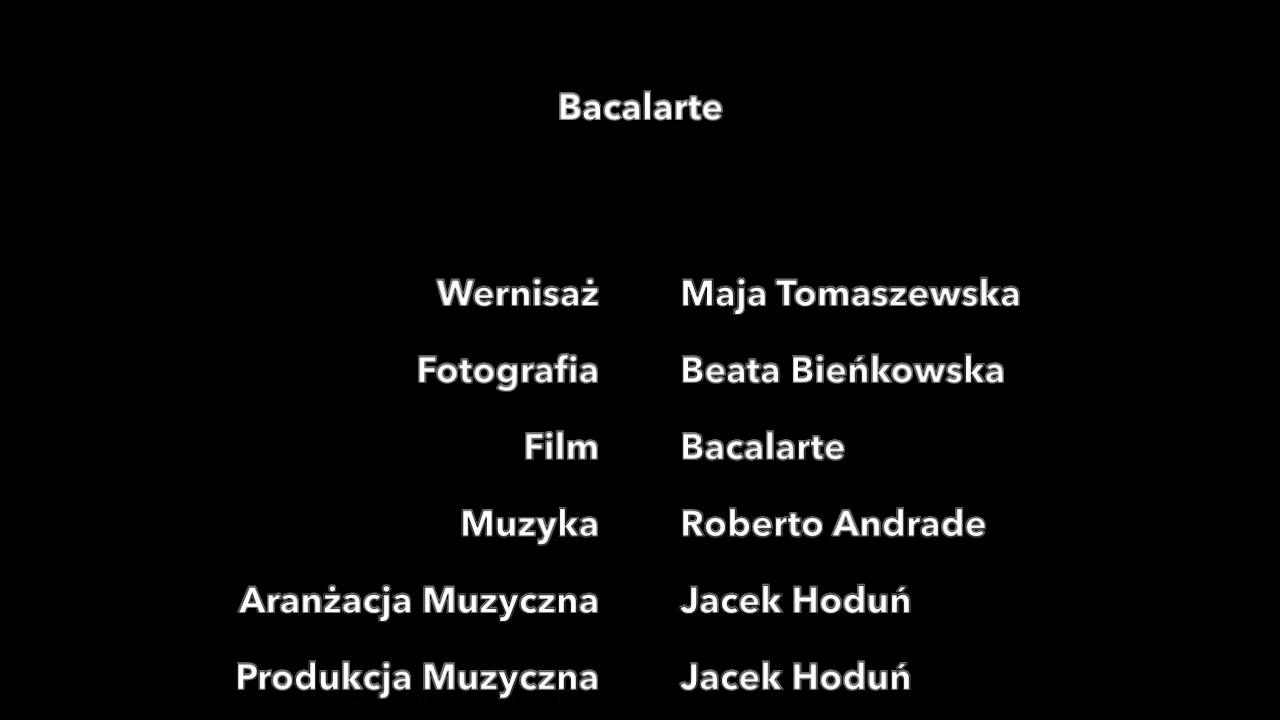 Bacalarte
Wernisaż Maja Tomaszewska
Fotografia Beata Bieńkowska
Film Bacalarte
Muzyka Roberto Andrade
Aranżacja Muzyczna Jacek Hoduń
Produkcja Muzyczna Jacek Hoduń